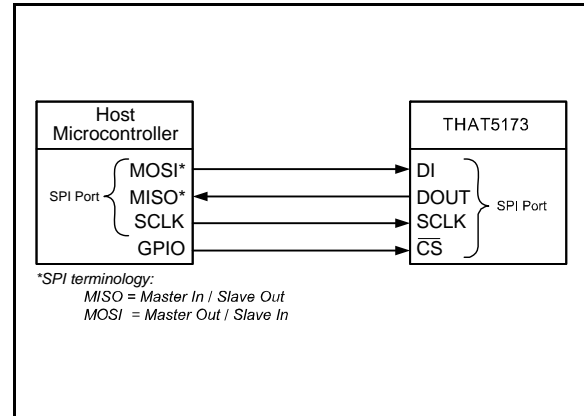 Host
Microcontroller
THAT5173
SPI Port
MOSI*
MISO*
SCLK
GPIO
DI
DOUT
SCLK
CS
SPI Port
*SPI terminology:
MISO = Master In / Slave Out
MOSI = Master Out / Slave In